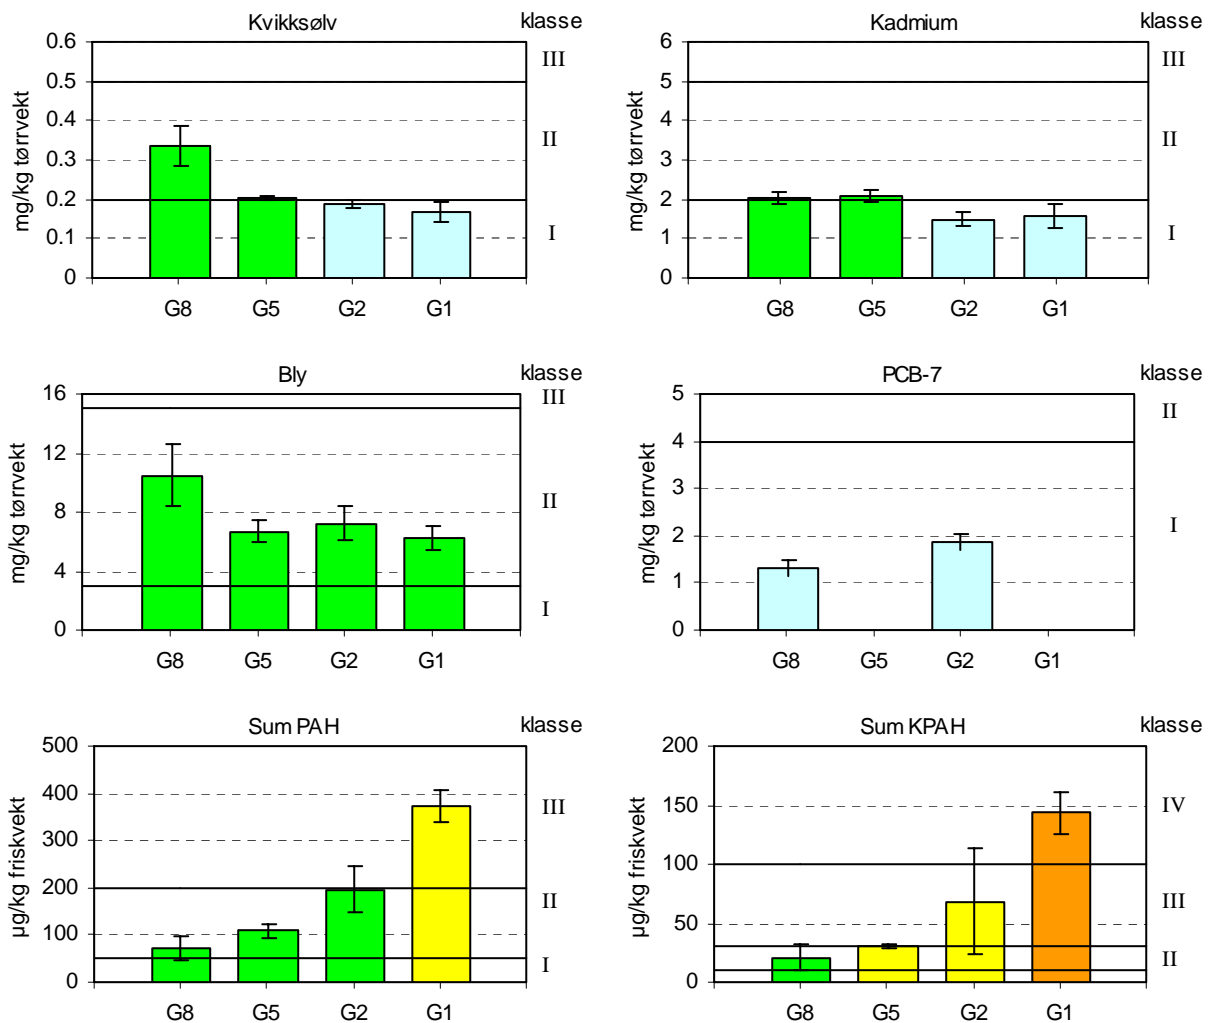 Kvikksølv
klasse
mg/kg tørrvekt
0.6
0.5
0.4
0.3
0.2
0.1
0
III
II
I
G8 G5 G2 G1
Kadmium
klasse
mg/kg tørrvekt
6
5
4
3
2
1
0
III
II
I
G8 G5 G2 G1
Bly
klasse
mg/kg tørrvekt
16
12
8
4
0
III
II
I
G8 G5 G2 G1
PCB-7
klasse
mg/kg tørrvekt
5
4
3
2
1
0
II
I
G8 G5 G2 G1
Sum PAH
klasse
µg/kg friskvekt
500
400
300
200
100
0
III
II
I
G8 G5 G2 G1
Sum KPAH
klasse
µg/kg friskvekt
200
150
100
50
0
IV
III
II
G8 G5 G2 G1